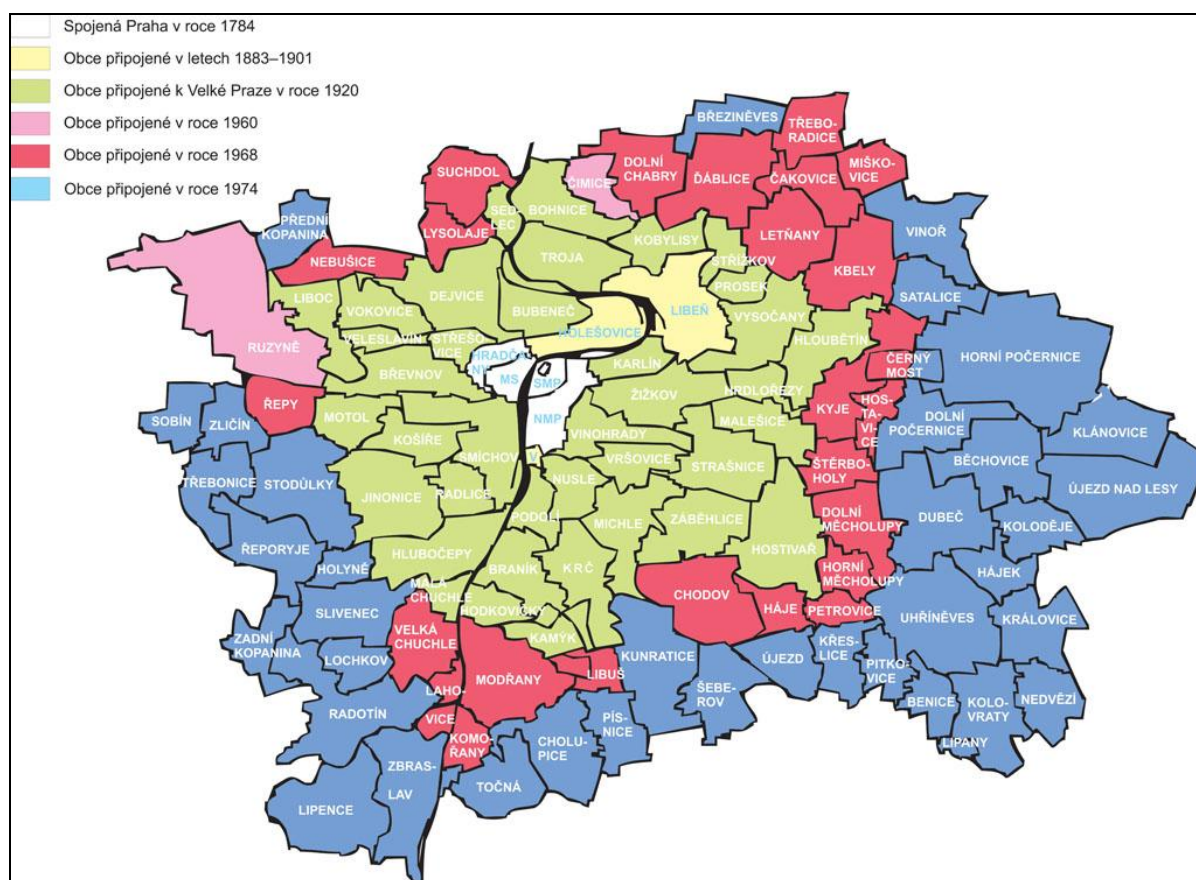 Spojená Praha v roce 1784
Obce připojené v letech 1883–1901
Obce připojené k Velké Praze v roce 1920
Obce připojené v roce 1960
Obce připojené v roce 1968
Obce připojené v roce 1974
BŘEZINĚVES
TŘEBO-
RADICE
DOLNÍ
CHABRY
ĎÁBLICE
ČAKOVICE
MIŠKO-
VICE
SUCHDOL
ČIMICE
BOHNICE
SED-
LEC
PŘEDNÍ
KOPANINA
LYSOLAJE
NEBUŠICE
KOBYLISY
LETŇANY
VINOŘ
TROJA
STŘÍŽKOV
KBELY
PROSEK
LIBOC
VOKOVICE
DEJVICE
BUBENEČ
HOLEŠOVICE
LIBEŇ
VYSOČANY
SATALICE
RUZYNĚ
VELESLAVÍN
STŘEŠO-
VICE
HRADČA-
NY
MS
SMP
NMP
KARLÍN
HLOUBĚTÍN
ČERNÝ
MOST
HORNÍ POČERNICE
BŘEVNOV
ŽIŽKOV
HRDLOŘEZY
MALEŠICE
KYJE
HOS-
TA-
VICE
DOLNÍ
POČERNICE
KLÁNOVICE
SOBÍN
ZLIČÍN
ŘEPY
MOTOL
KOŠÍŘE
SMÍCHOV
VINOHRADY
VRŠOVICE
V
NUSLE
STRAŠNICE
ŠTĚRBO-
HOLY
BĚCHOVICE
ÚJEZD NAD LESY
TŘEBONICE
STODŮLKY
JINONICE
RADLICE
PODOLÍ
MICHLE
ZÁBĚHLICE
DOLNÍ
MĚCHOLUPY
DUBEČ
KOLODĚJE
ŘEPORYJE
HOLYNĚ
HLUBOČEPY
BRANÍK
KRČ
HOSTIVAŘ
HORNÍ
MĚCHOLUPY
HÁJEK
MALÁ
CHUCHLE
HODKOVIČKY
CHODOV
HÁJE
PETROVICE
UHŘÍNĚVES
KRÁLOVICE
SLIVENEC
VELKÁ
CHUCHLE
KAMÝK
ZADNÍ
KOPANINA
LOCHKOV
MODŘANY
LIBUŠ
KUNRATICE
ÚJEZD
KŘES-
LICE
PITKO-
VICE
LAHO-
VICE
ŠEBE-
ROV
BENICE
KOLO-
VRATY
NEDVĚZÍ
RADOTÍN
KOMO-
ŘANY
PÍS-
NICE
CHOLU-
PICE
LIPANY
ZBRAS-
LAV
TOČNÁ
LIPENCE